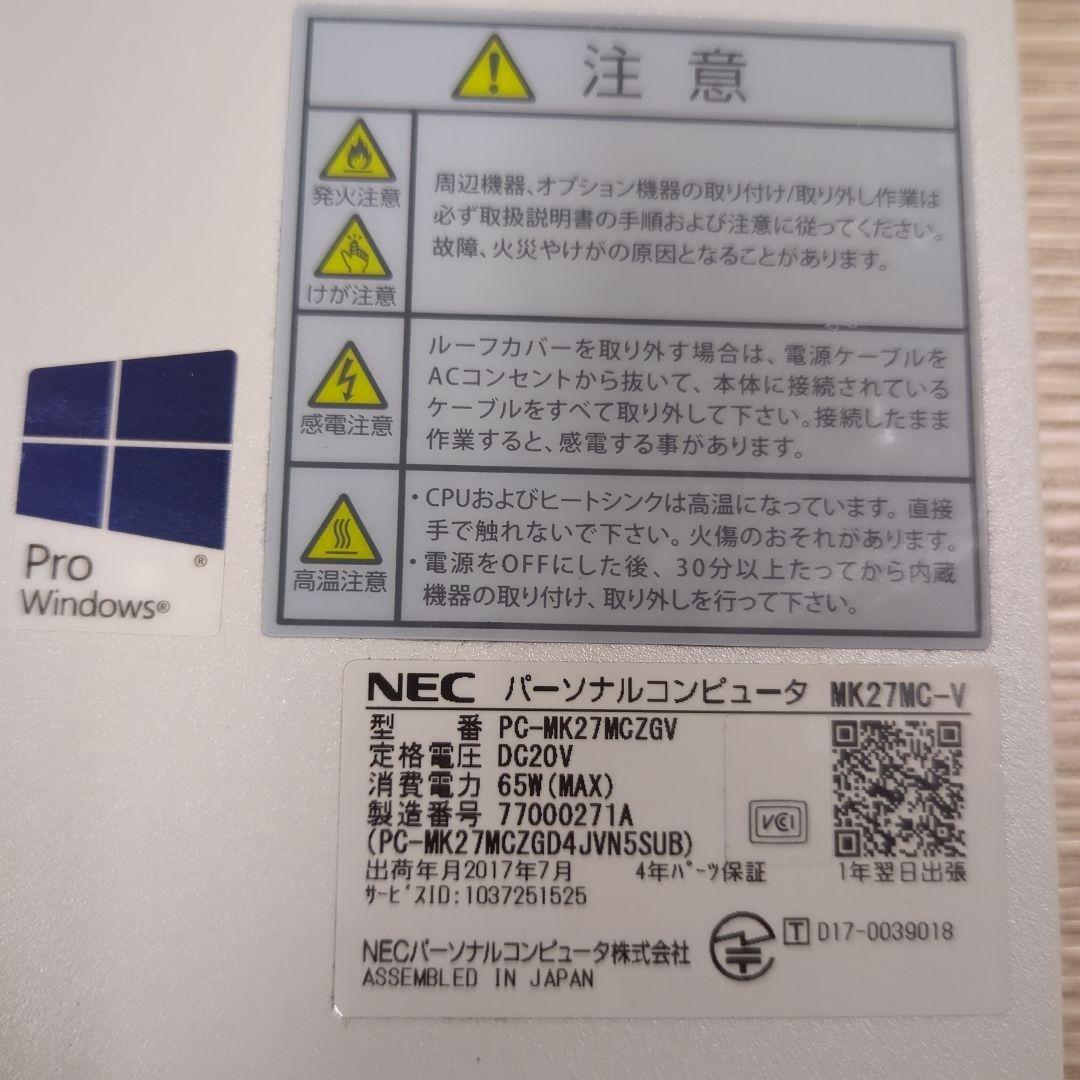 注 意
発火注意
けが注意
周辺機器、オプション機器の取り付け/取り外し作業は
必ず取扱説明書の手順および注意に従ってください。
故障、火災やけがの原因となることがあります。
感電注意
ルーフカバーを取り外す場合は、電源ケーブルを
ACコンセントから抜いて、本体に接続されている
ケーブルをすべて取り外して下さい。接続したまま
作業すると、感電する事があります。
高温注意
・CPUおよびヒートシンクは高温になっています。直接
手で触れないで下さい。火傷のおそれがあります。
・電源をOFFにした後、30分以上たってから内蔵
機器の取り付け、取り外しを行って下さい。
Pro ®
Windows®
NEC パーソナルコンピュータ MK27MC-V
型 番 PC-MK27MCZGV
定格電圧 DC20V
消費電力 65W(MAX)
製造番号 77000271A
(PC-MK27MCZGD4JVN5SUB)
VCI
出荷年月2017年7月 4年ﾊﾟｰﾂ保証 1年翌日出張
ｻｰﾋﾞｽID:1037251525
NECパーソナルコンピュータ株式会社
ASSEMBLED IN JAPAN
T D17-0039018